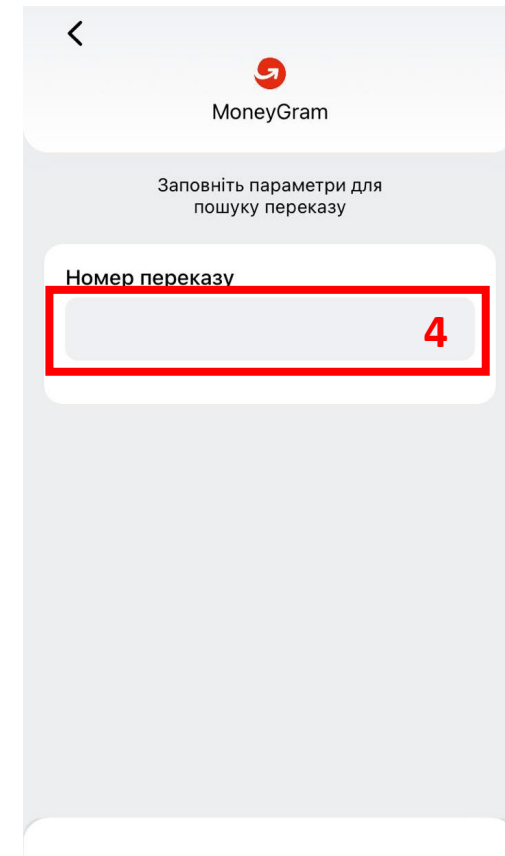 MoneyGram
Заповніть параметри для
пошуку переказу
Номер переказу
4